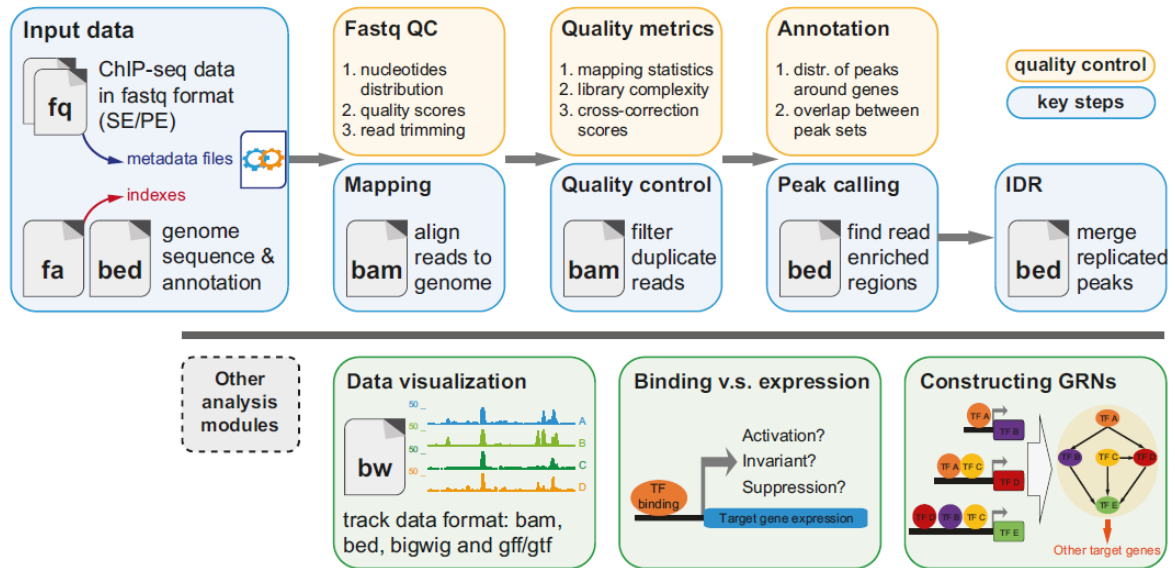 Input data
fq
ChIP-seq data
in fastq format
(SE/PE)
metadata files
indexes
fa
bed
genome
sequence &
annotation
Fastq QC
1. nucleotides
distribution
2. quality scores
3. read trimming
Mapping
bam
align
reads to
genome
Quality metrics
1. mapping statistics
2. library complexity
3. cross-correction
scores
Quality control
bam
filter
duplicate
reads
Annotation
1. distr. of peaks
around genes
2. overlap between
peak sets
Peak calling
bed
find read
enriched
regions
quality control
key steps
IDR
bed
merge
replicated
peaks
Other
analysis
modules
Data visualization
bw
50
A
50
B
50
C
50
D
track data format: bam,
bed, bigwig and gff/gtf
Binding v.s. expression
Activation?
Invariant?
Suppression?
TF
binding
Target gene expression
Constructing GRNs
TF A
TF B
TF A
TF C
TF D
TF D
TF B
TF C
TF E
TF A
TF B
TF C
TF D
TF E
Other target genes